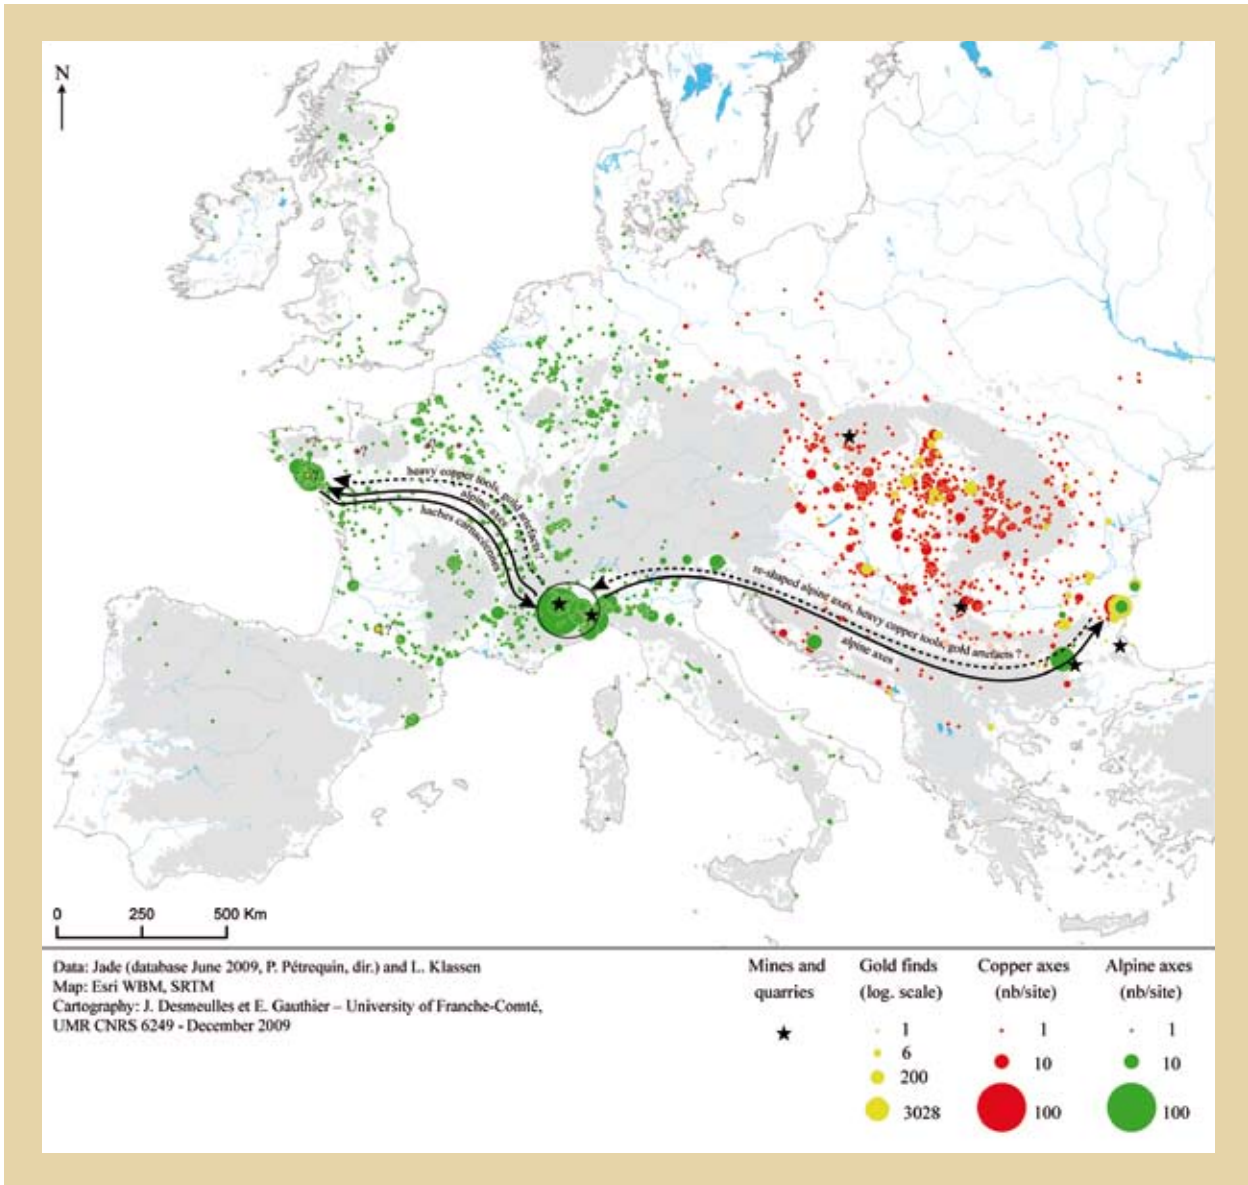 N
heavy copper tools, gold artefacts ?
alpine axes
haches carnacéennes
re-shaped alpine axes, heavy copper tools, gold artefacts ?
alpine axes
?
?
?
?
0 250 500 Km
Data: Jade (database June 2009, P. Pétrequin, dir.) and L. Klassen
Map: Esri WBM, SRTM
Cartography: J. Desmeulles et E. Gauthier – University of Franche-Comté,
UMR CNRS 6249 - December 2009
Mines and
quarries
Gold finds
(log. scale)
1
6
200
3028
Copper axes
(nb/site)
1
10
100
Alpine axes
(nb/site)
1
10
100